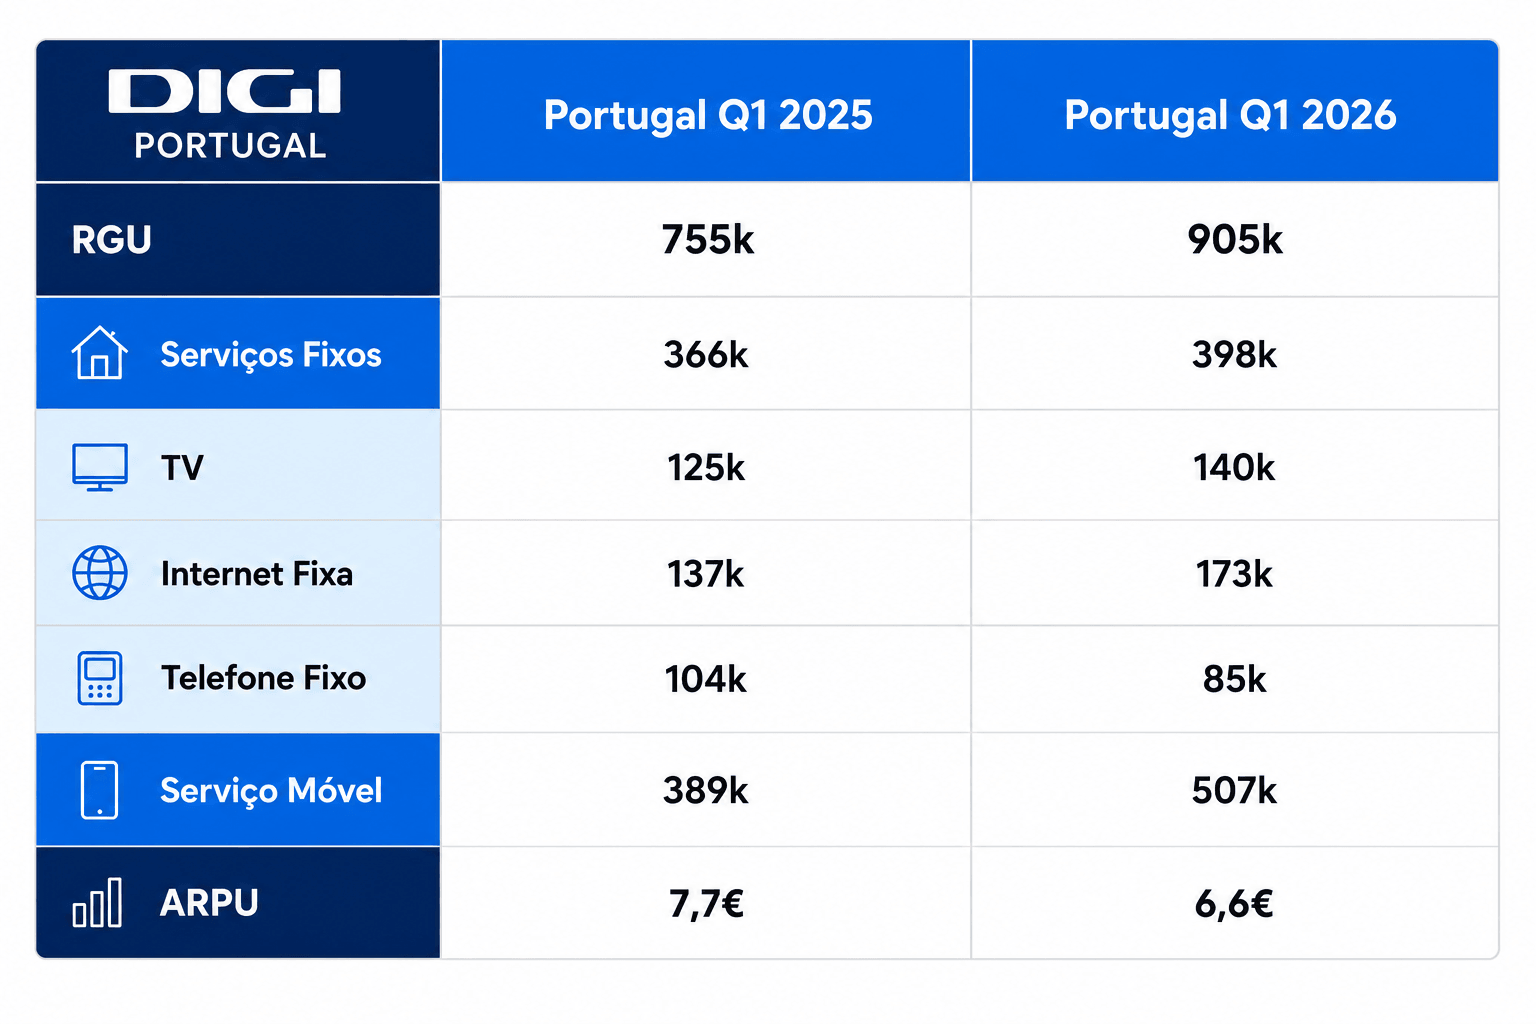 DIGI
PORTUGAL
Portugal Q1 2025
Portugal Q1 2026
RGU
755k
905k
Serviços Fixos
366k
398k
TV
125k
140k
Internet Fixa
137k
173k
Telefone Fixo
104k
85k
Serviço Móvel
389k
507k
ARPU
7,7€
6,6€